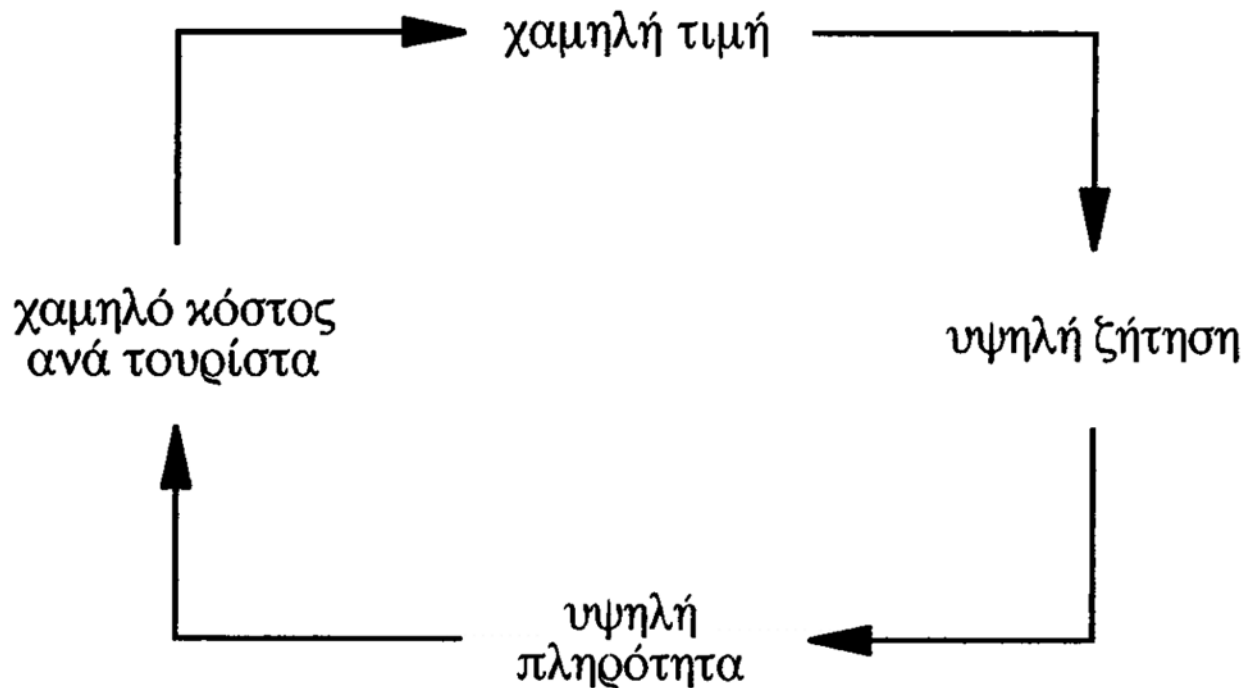 χαμηλή τιμή
χαμηλό κόστος
ανά τουρίστα
υψηλή ζήτηση
υψηλή
πληρότητα